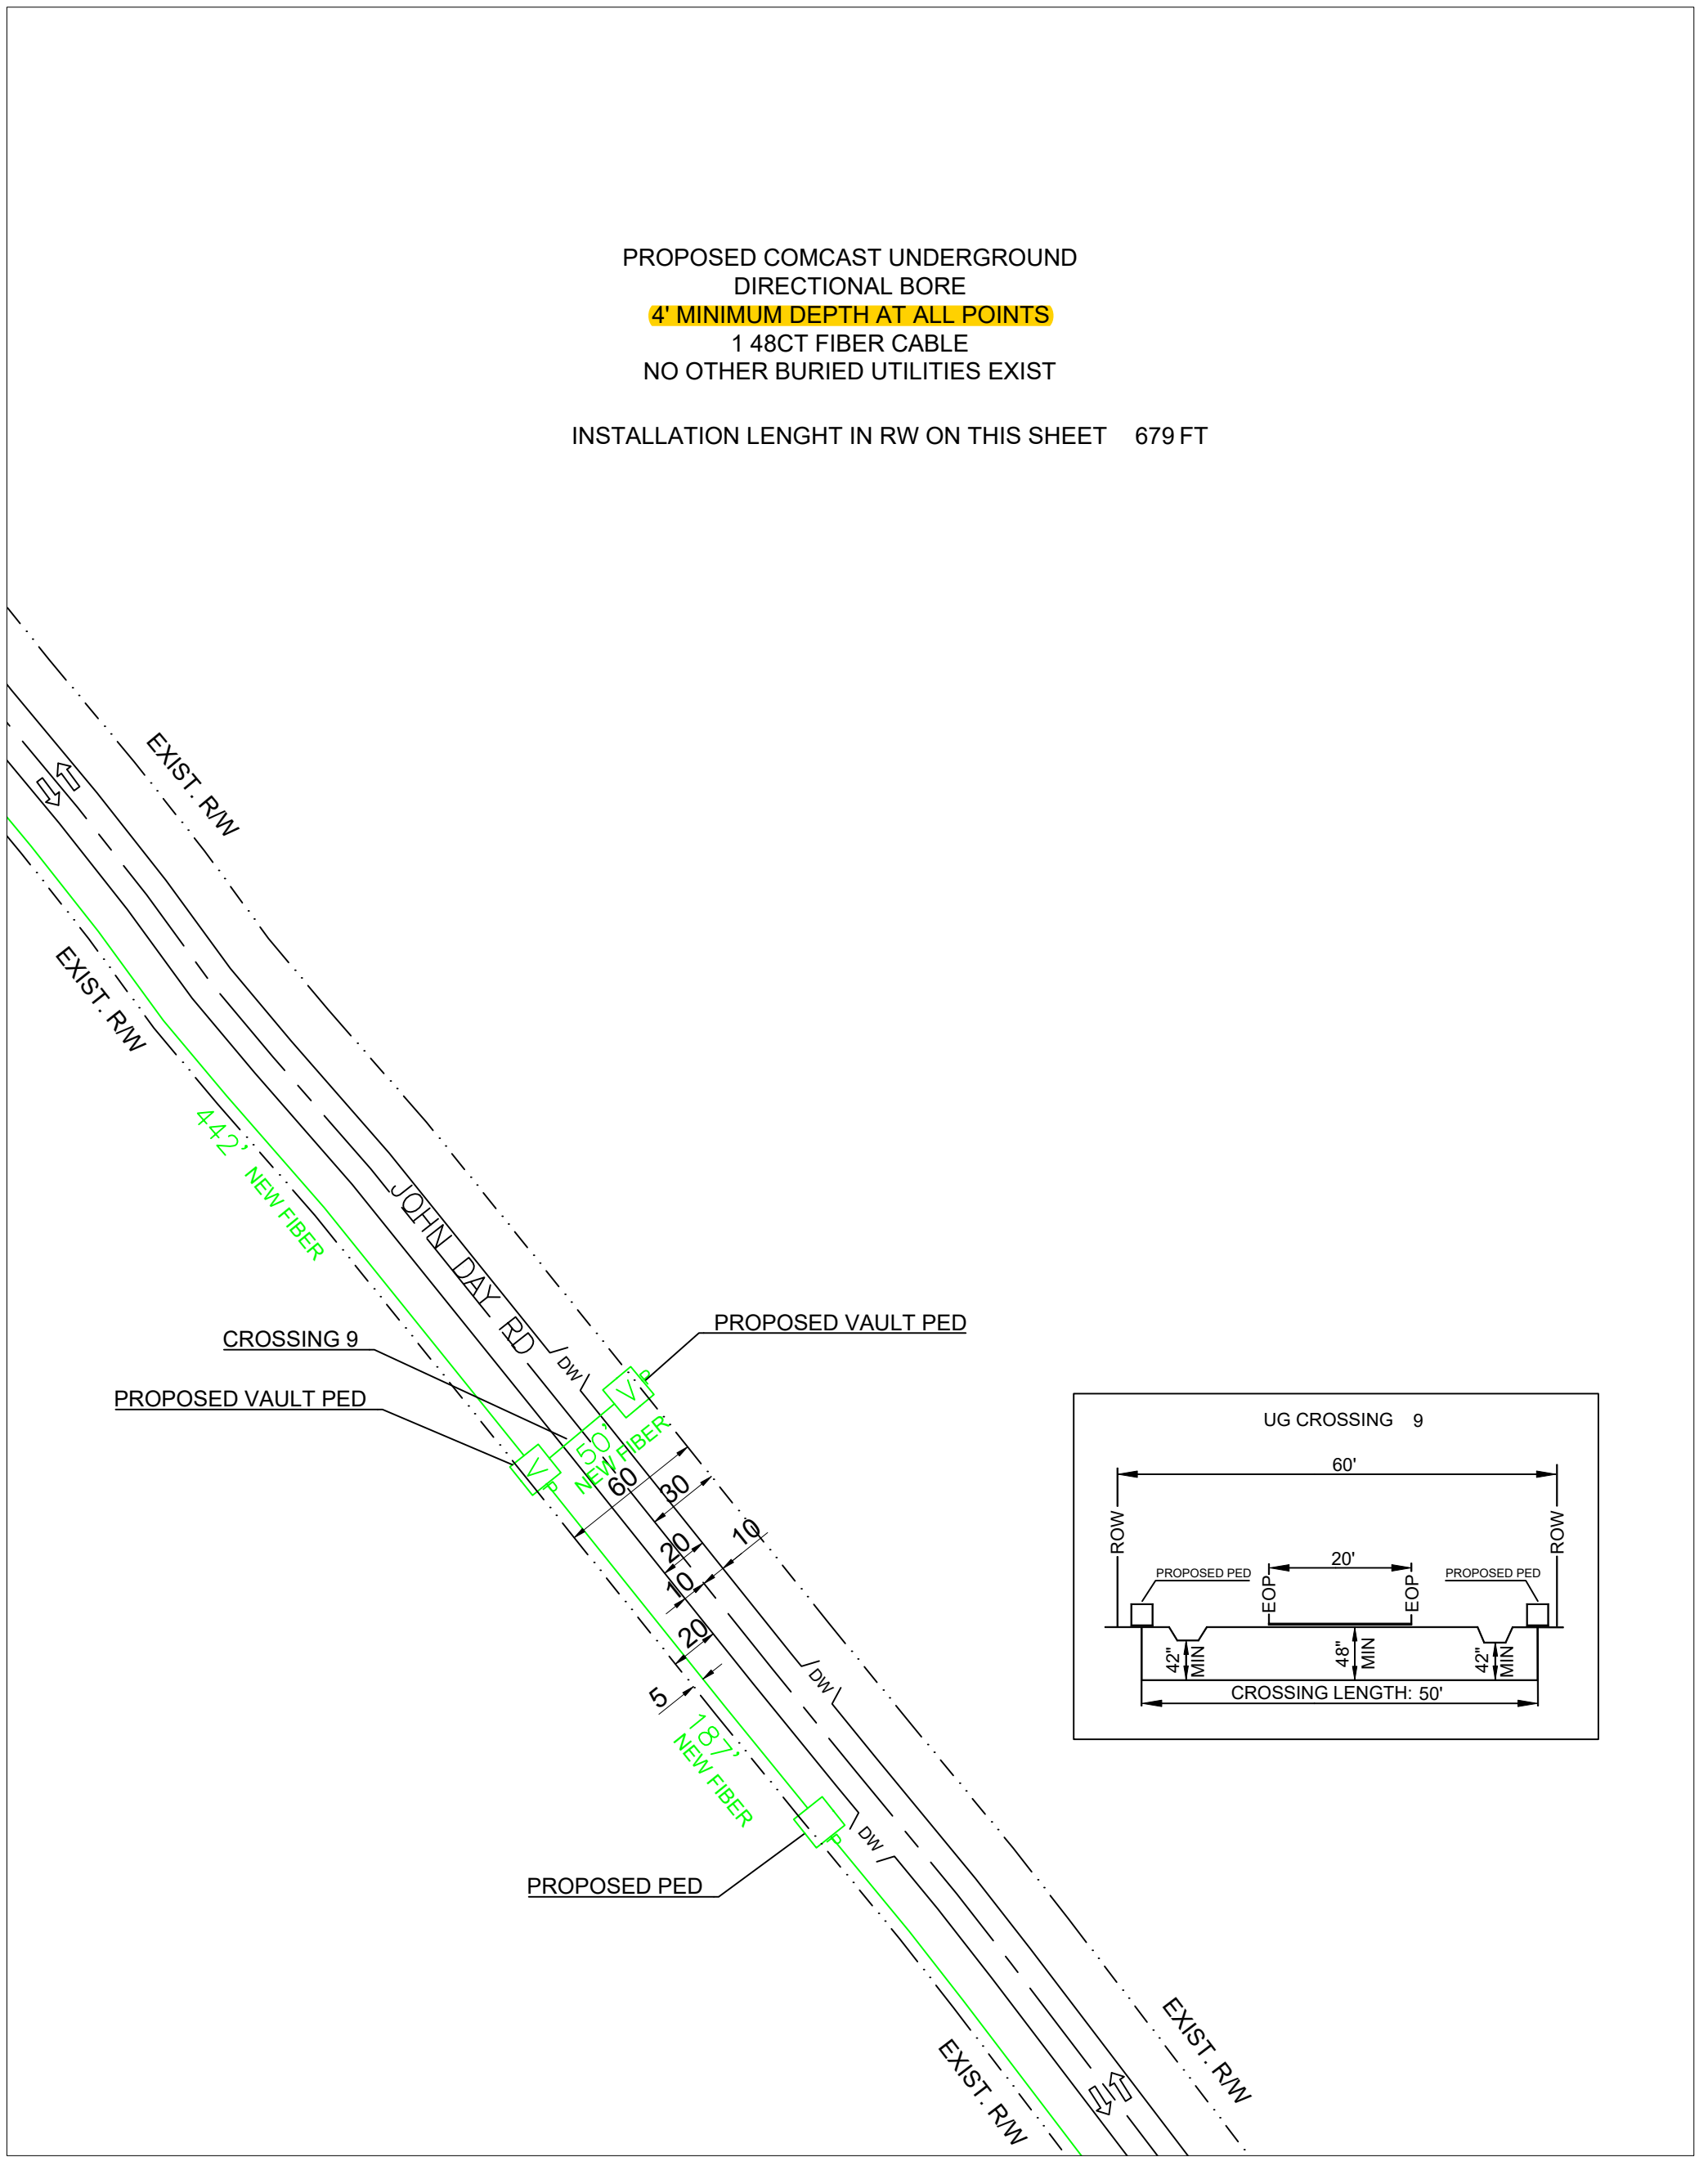 PROPOSED COMCAST UNDERGROUND
DIRECTIONAL BORE
4' MINIMUM DEPTH AT ALL POINTS
1 48CT FIBER CABLE
NO OTHER BURIED UTILITIES EXIST
INSTALLATION LENGHT IN RW ON THIS SHEET 679 FT
EXIST. R/W
EXIST. R/W
442' NEW FIBER
JOHN DAY RD
PROPOSED VAULT PED
CROSSING 9
PROPOSED VAULT PED
DW
V
P
V
P
50'
NEW FIBER
60
30
20
10
10
20
5
DW
187'
NEW FIBER
DW
P
PROPOSED PED
EXIST. R/W
EXIST. R/W
UG CROSSING 9
60'
ROW
ROW
20'
PROPOSED PED
PROPOSED PED
EOP
EOP
42"
MIN
48"
MIN
42"
MIN
CROSSING LENGTH: 50'